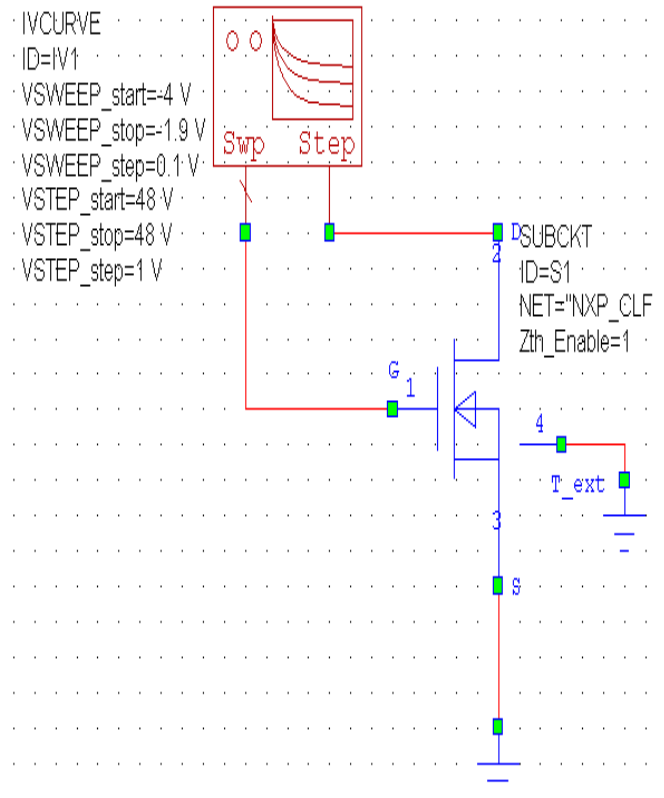 IVCURVE
ID=IV1
VSWEEP_start=-4 V
VSWEEP_stop=-1.9 V
VSWEEP_step=0.1 V
VSTEP_start=48 V
VSTEP_stop=48 V
VSTEP_step=1 V
Swp Step
D
2
SUBCKT
ID=S1
NET="NXP_CLF
Zth_Enable=1
G
1
4
T_ext
3
S